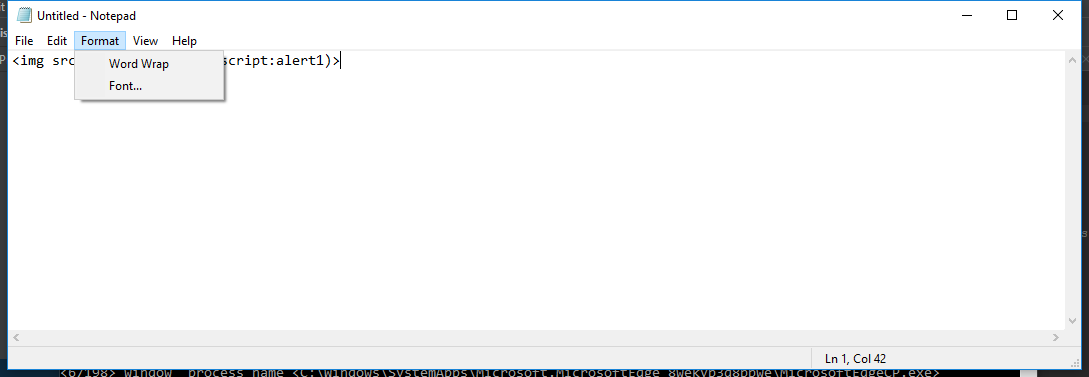 Untitled - Notepad
File Edit Format View Help
<img src script:alert1)>
Word Wrap
Font...
Ln 1, Col 42
<6/198> window process name <C:\Windows\SystemApps\Microsoft.MicrosoftEdge_8wekyb3d8bbwe\MicrosoftEdgeCP.exe>